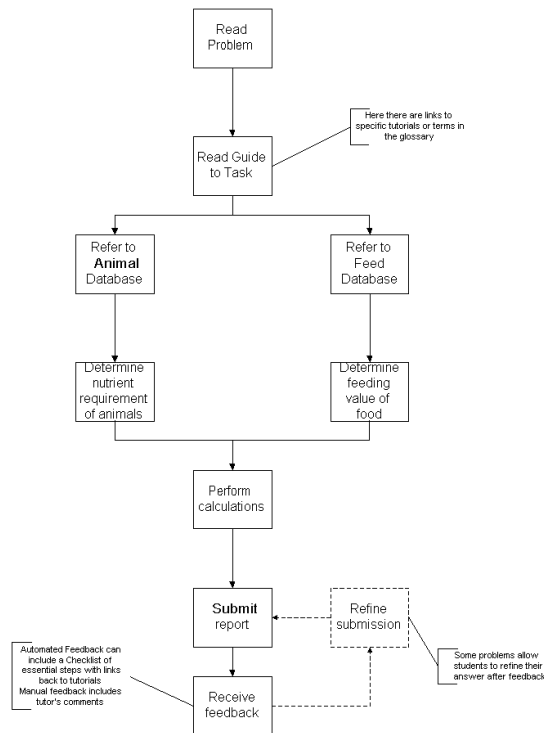 Read
Problem
Here there are links to
specific tutorials or terms in
the glossary
Read Guide
to Task
Refer to
Animal
Database
Refer to
Feed
Database
Determine
nutrient
requirement
of animals
Determine
feeding
value of
food
Perform
calculations
Submit
report
Refine
submission
Automated Feedback can
include a Checklist of
essential steps with links
back to tutorials
Manual feedback includes
tutor's comments
Some problems allow
students to refine their
answer after feedback
Receive
feedback